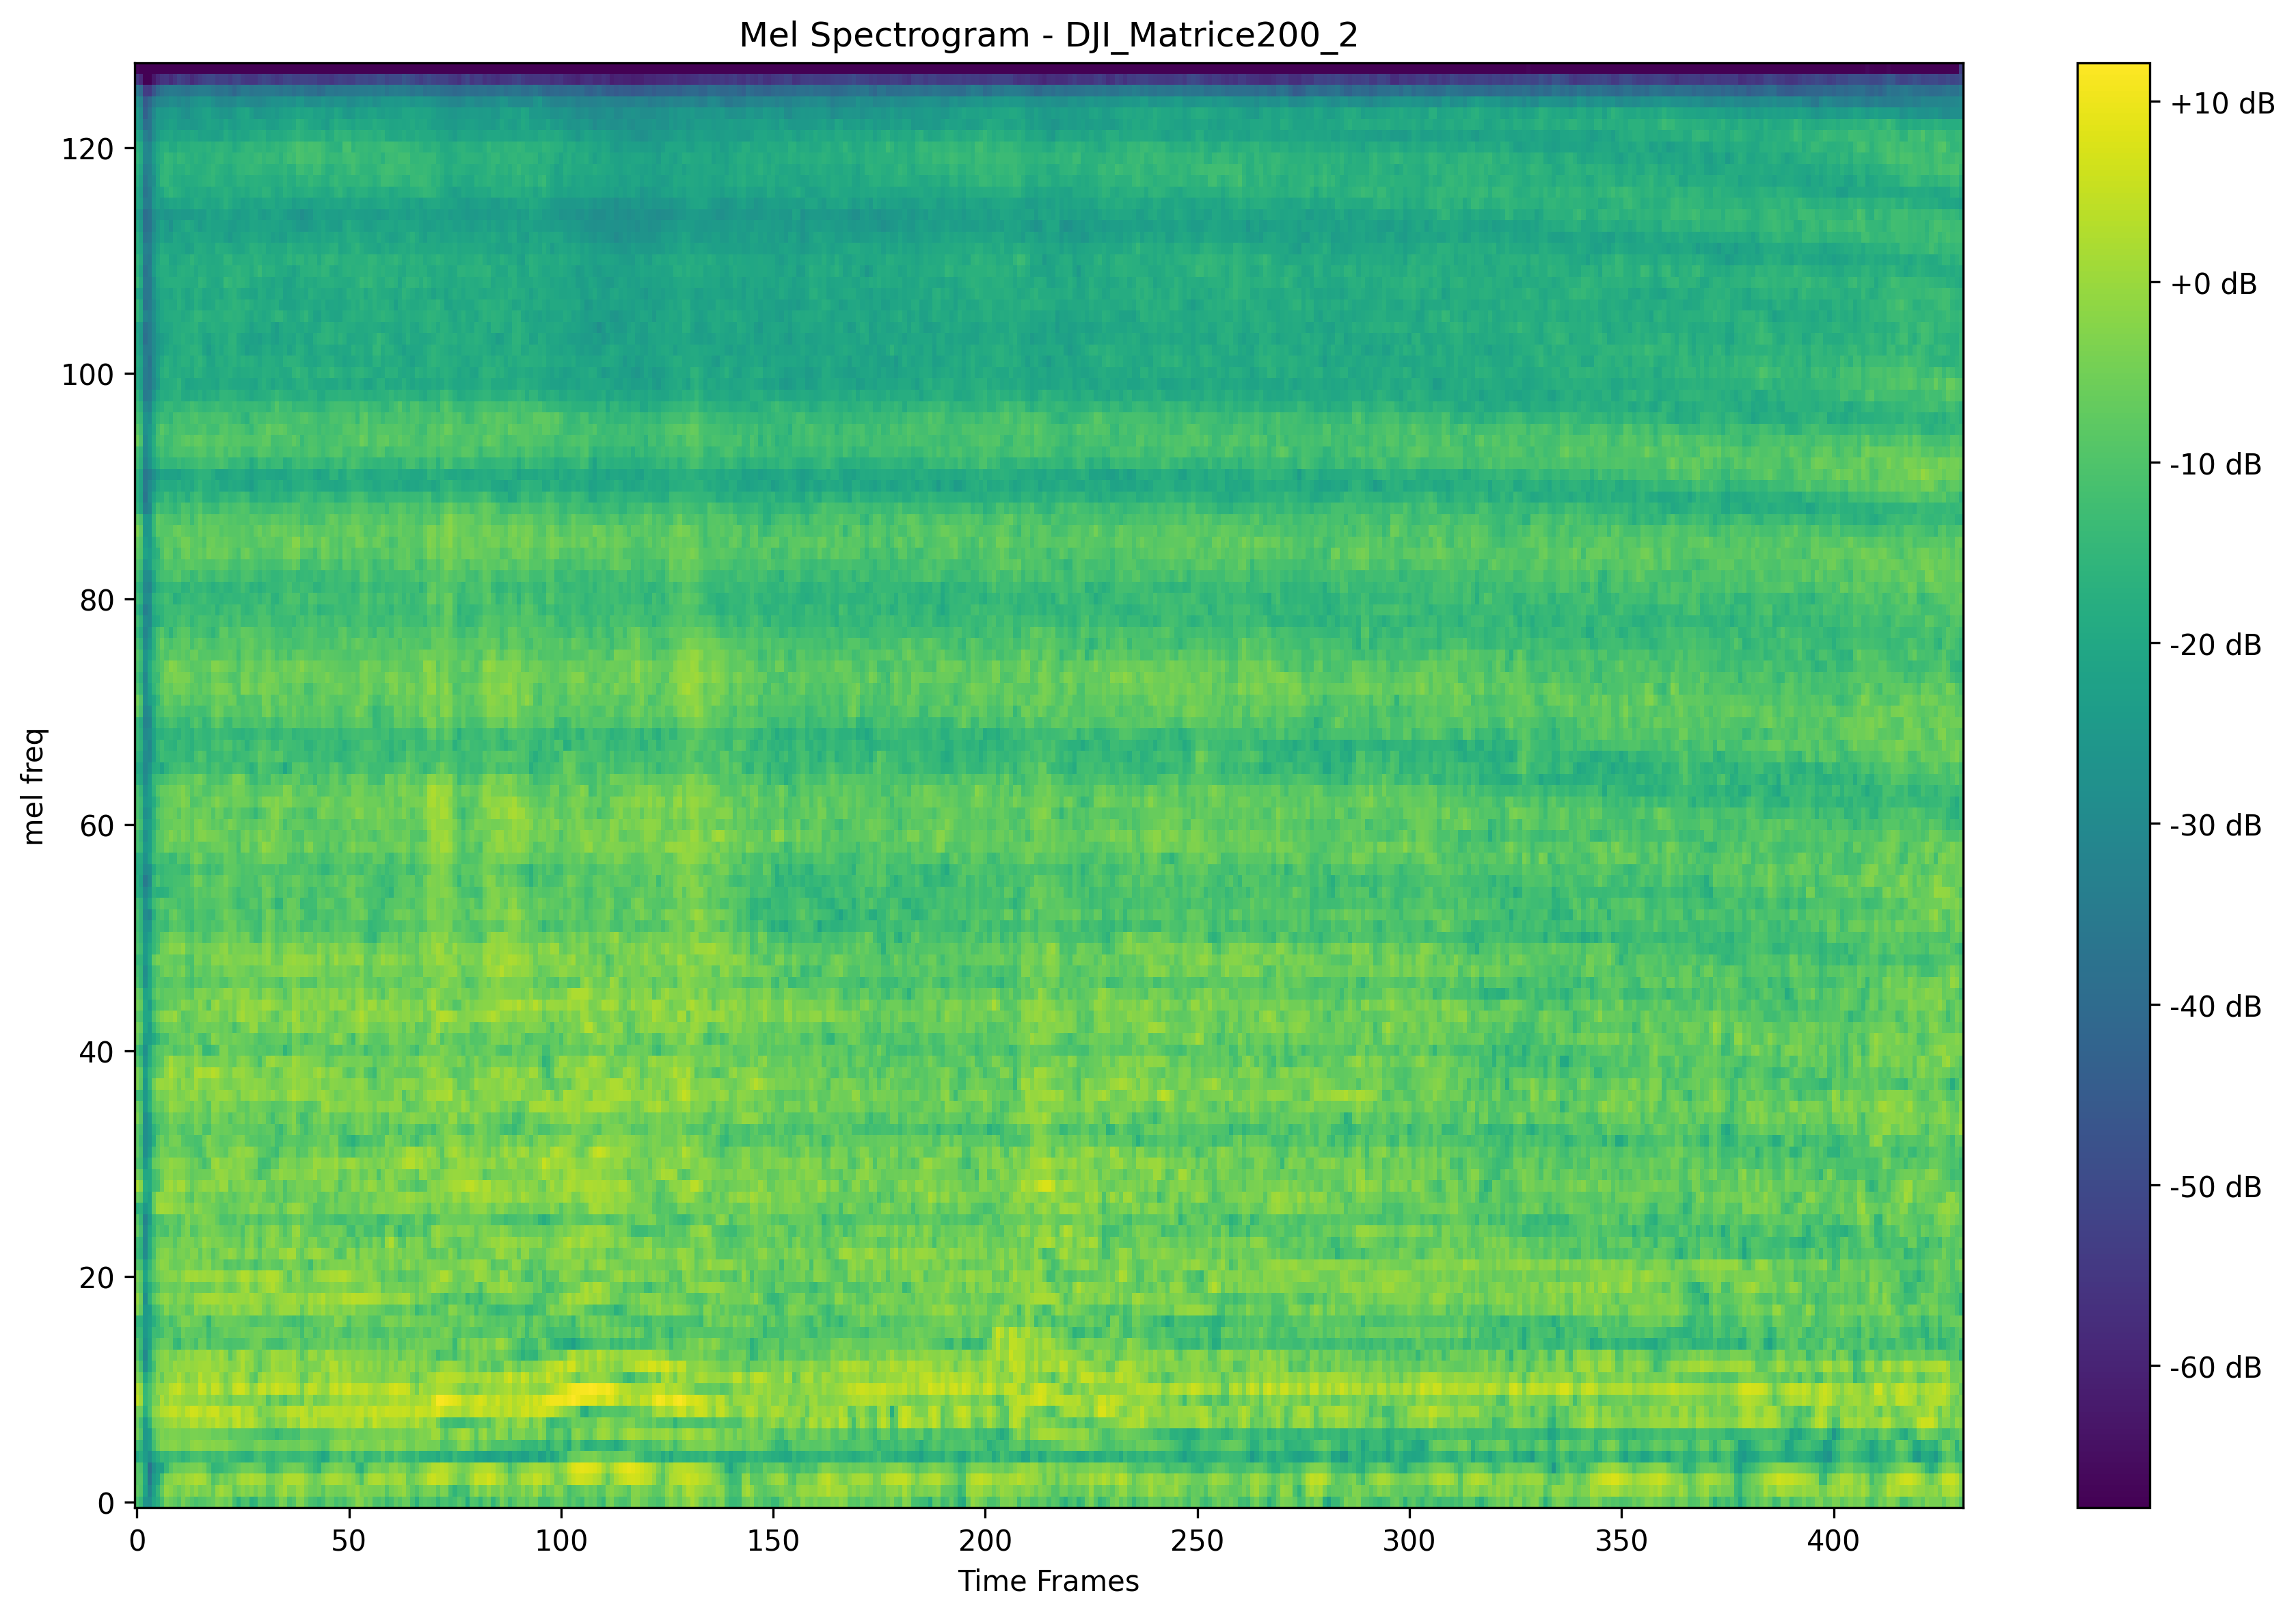 Mel Spectrogram - DJI_Matrice200_2
mel freq
120
100
80
60
40
20
0
0 50 100 150 200 250 300 350 400
Time Frames
+10 dB
+0 dB
-10 dB
-20 dB
-30 dB
-40 dB
-50 dB
-60 dB